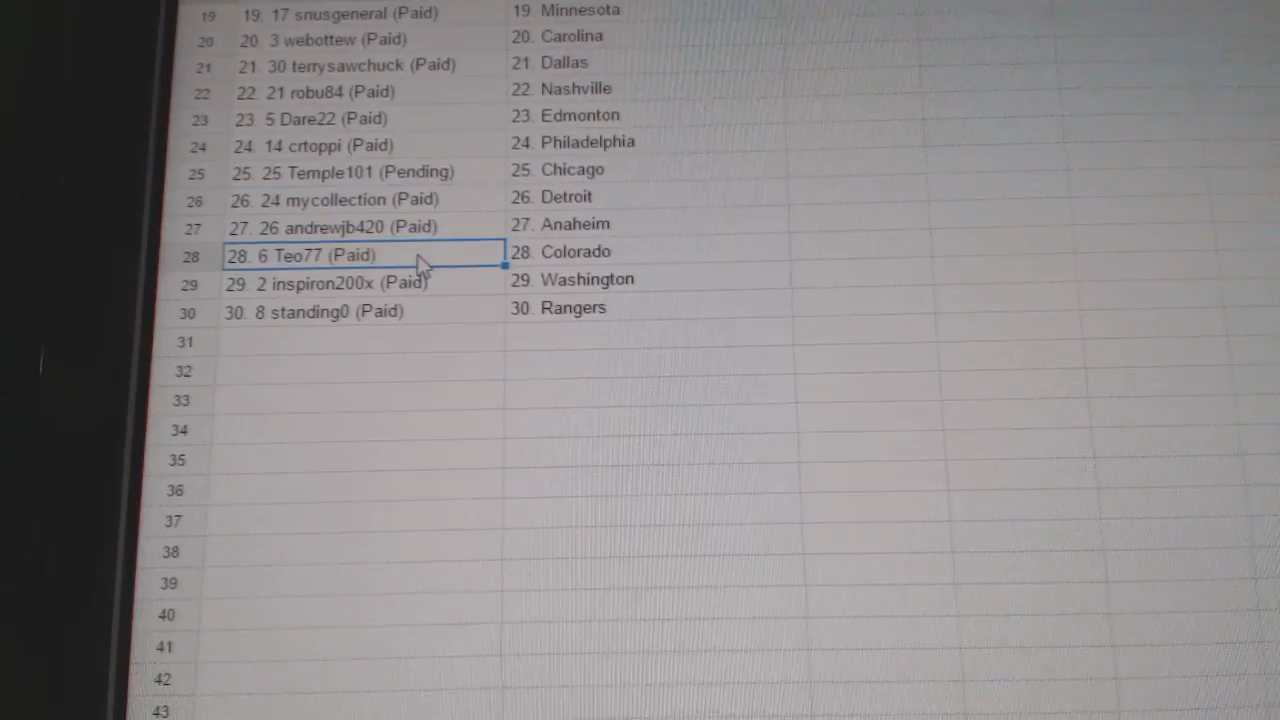 19 19. 17 snusgeneral (Paid) 19. Minnesota
20 20. 3 webottew (Paid) 20. Carolina
21 21. 30 terrysawchuck (Paid) 21. Dallas
22 22. 21 robu84 (Paid) 22. Nashville
23 23. 5 Dare22 (Paid) 23. Edmonton
24 24. 14 crtoppi (Paid) 24. Philadelphia
25 25. 25 Temple101 (Pending) 25. Chicago
26 26. 24 mycollection (Paid) 26. Detroit
27 27. 26 andrewjb420 (Paid) 27. Anaheim
28 28. 6 Teo77 (Paid) 28. Colorado
29 29. 2 inspiron200x (Paid) 29. Washington
30 30. 8 standing0 (Paid) 30. Rangers
31
32
33
34
35
36
37
38
39
40
41
42
43